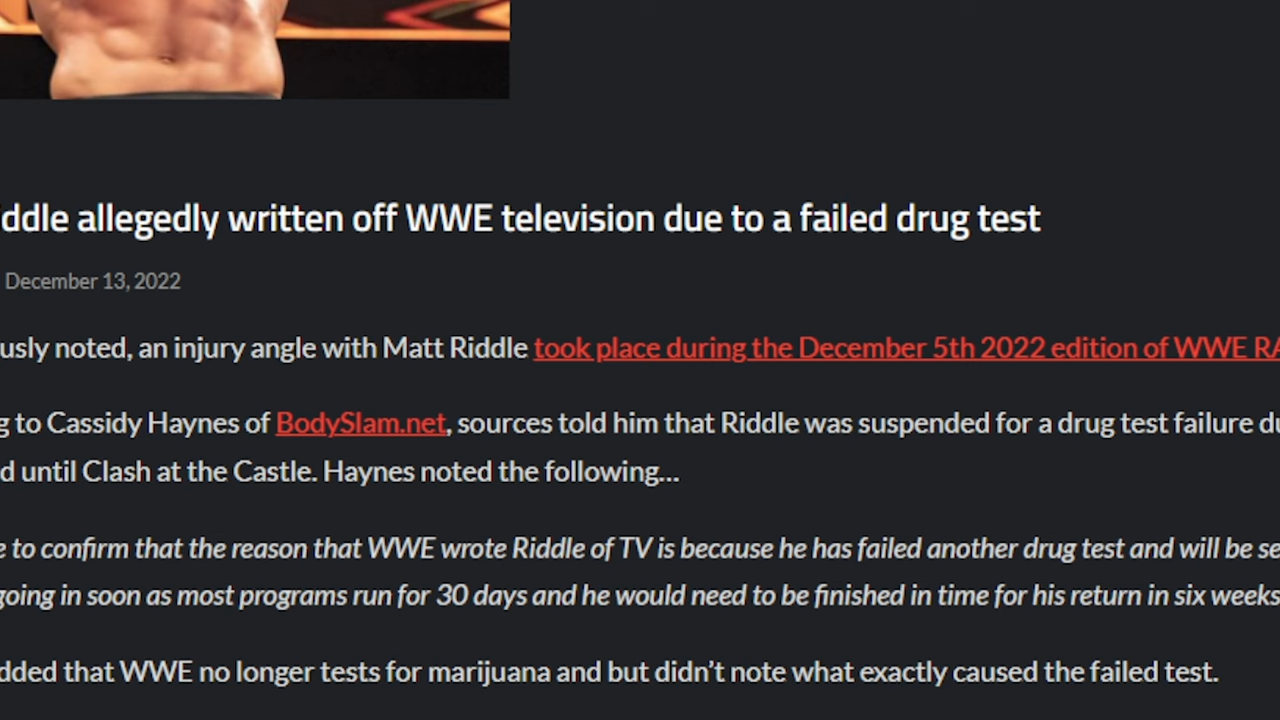 ddle allegedly written off WWE television due to a failed drug test
December 13, 2022
usly noted, an injury angle with Matt Riddle took place during the December 5th 2022 edition of WWE RA
g to Cassidy Haynes of BodySlam.net, sources told him that Riddle was suspended for a drug test failure du
d until Clash at the Castle. Haynes noted the following...
e to confirm that the reason that WWE wrote Riddle of TV is because he has failed another drug test and will be se
going in soon as most programs run for 30 days and he would need to be finished in time for his return in six weeks
dded that WWE no longer tests for marijuana and but didn't note what exactly caused the failed test.